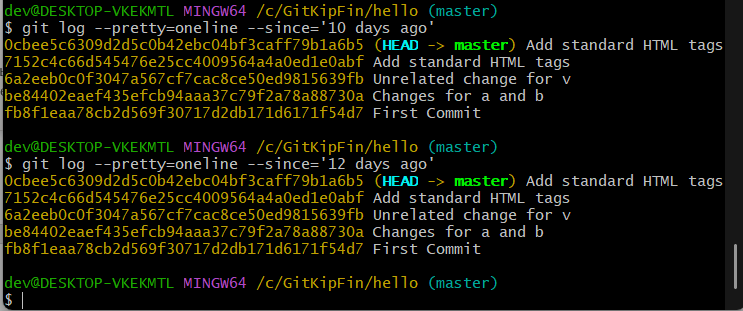 dev@DESKTOP-VKEKMTL MINGW64 /c/GitKipFin/hello (master)
$ git log --pretty=oneline --since='10 days ago'
0cbee5c6309d2d5c0b42ebc04bf3caff79b1a6b5 (HEAD -> master) Add standard HTML tags
7152c4c66d545476e25cc4009564a4a0ed1e0abf Add standard HTML tags
6a2eeb0c0f3047a567cf7cac8ce50ed9815639fb Unrelated change for v
be84402eaef435efcb94aaa37c79f2a78a88730a Changes for a and b
fb8f1eaa78cb2d569f30717d2db171d6171f54d7 First Commit
dev@DESKTOP-VKEKMTL MINGW64 /c/GitKipFin/hello (master)
$ git log --pretty=oneline --since='12 days ago'
0cbee5c6309d2d5c0b42ebc04bf3caff79b1a6b5 (HEAD -> master) Add standard HTML tags
7152c4c66d545476e25cc4009564a4a0ed1e0abf Add standard HTML tags
6a2eeb0c0f3047a567cf7cac8ce50ed9815639fb Unrelated change for v
be84402eaef435efcb94aaa37c79f2a78a88730a Changes for a and b
fb8f1eaa78cb2d569f30717d2db171d6171f54d7 First Commit
dev@DESKTOP-VKEKMTL MINGW64 /c/GitKipFin/hello (master)
$